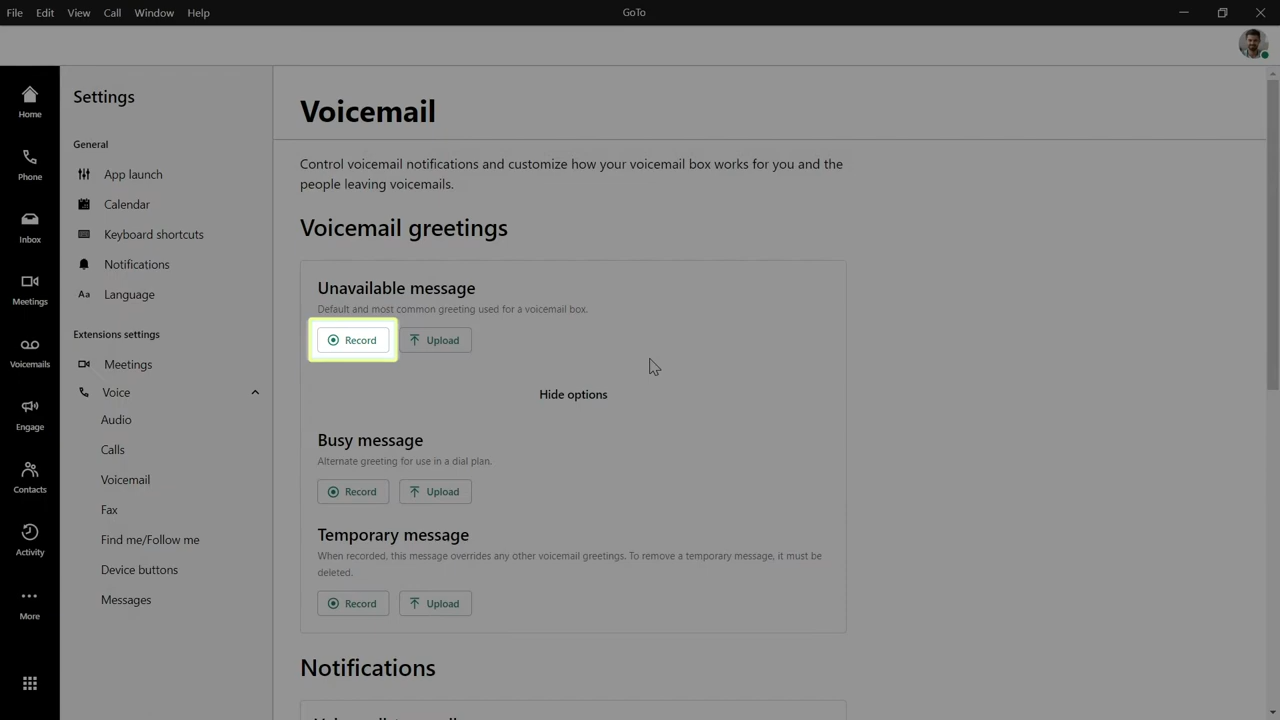 File Edit View Call Window Help
GoTo
Home
Phone
Inbox
Meetings
Voicemails
Engage
Contacts
Activity
More
Settings
General
App launch
Calendar
Keyboard shortcuts
Notifications
Aa Language
Extensions settings
Meetings
Voice
Audio
Calls
Voicemail
Fax
Find me/Follow me
Device buttons
Messages
Voicemail
Control voicemail notifications and customize how your voicemail box works for you and the
people leaving voicemails.
Voicemail greetings
Unavailable message
Default and most common greeting used for a voicemail box.
Record Upload
Hide options
Busy message
Alternate greeting for use in a dial plan.
Record Upload
Temporary message
When recorded, this message overrides any other voicemail greetings. To remove a temporary message, it must be
deleted.
Record Upload
Notifications